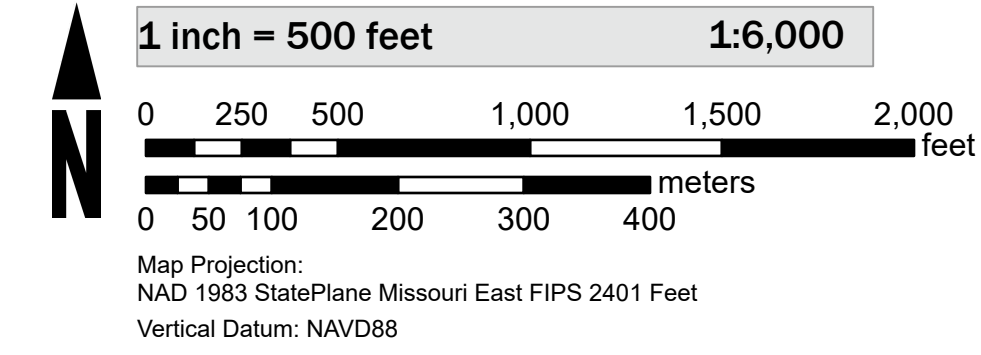 N
1 inch = 500 feet 1:6,000
0 250 500 1,000 1,500 2,000
feet
meters
0 50 100 200 300 400
Map Projection:
NAD 1983 StatePlane Missouri East FIPS 2401 Feet
Vertical Datum: NAVD88